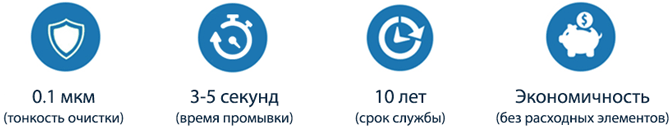 $
0.1 мкм
(тонкость очистки)
3-5 секунд
(время промывки)
10 лет
(срок службы)
Экономичность
(без расходных элементов)